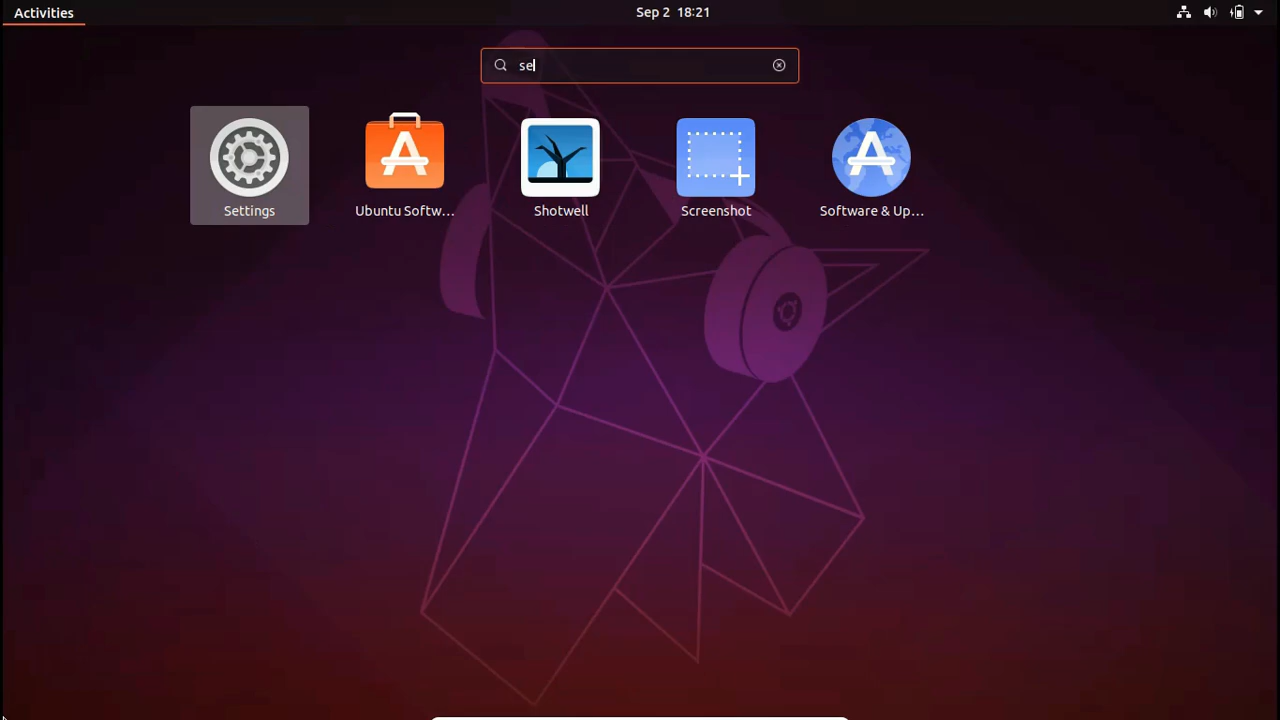 Activities
Sep 2 18:21
se
Settings
Ubuntu Softw...
Shotwell
Screenshot
Software & Up...